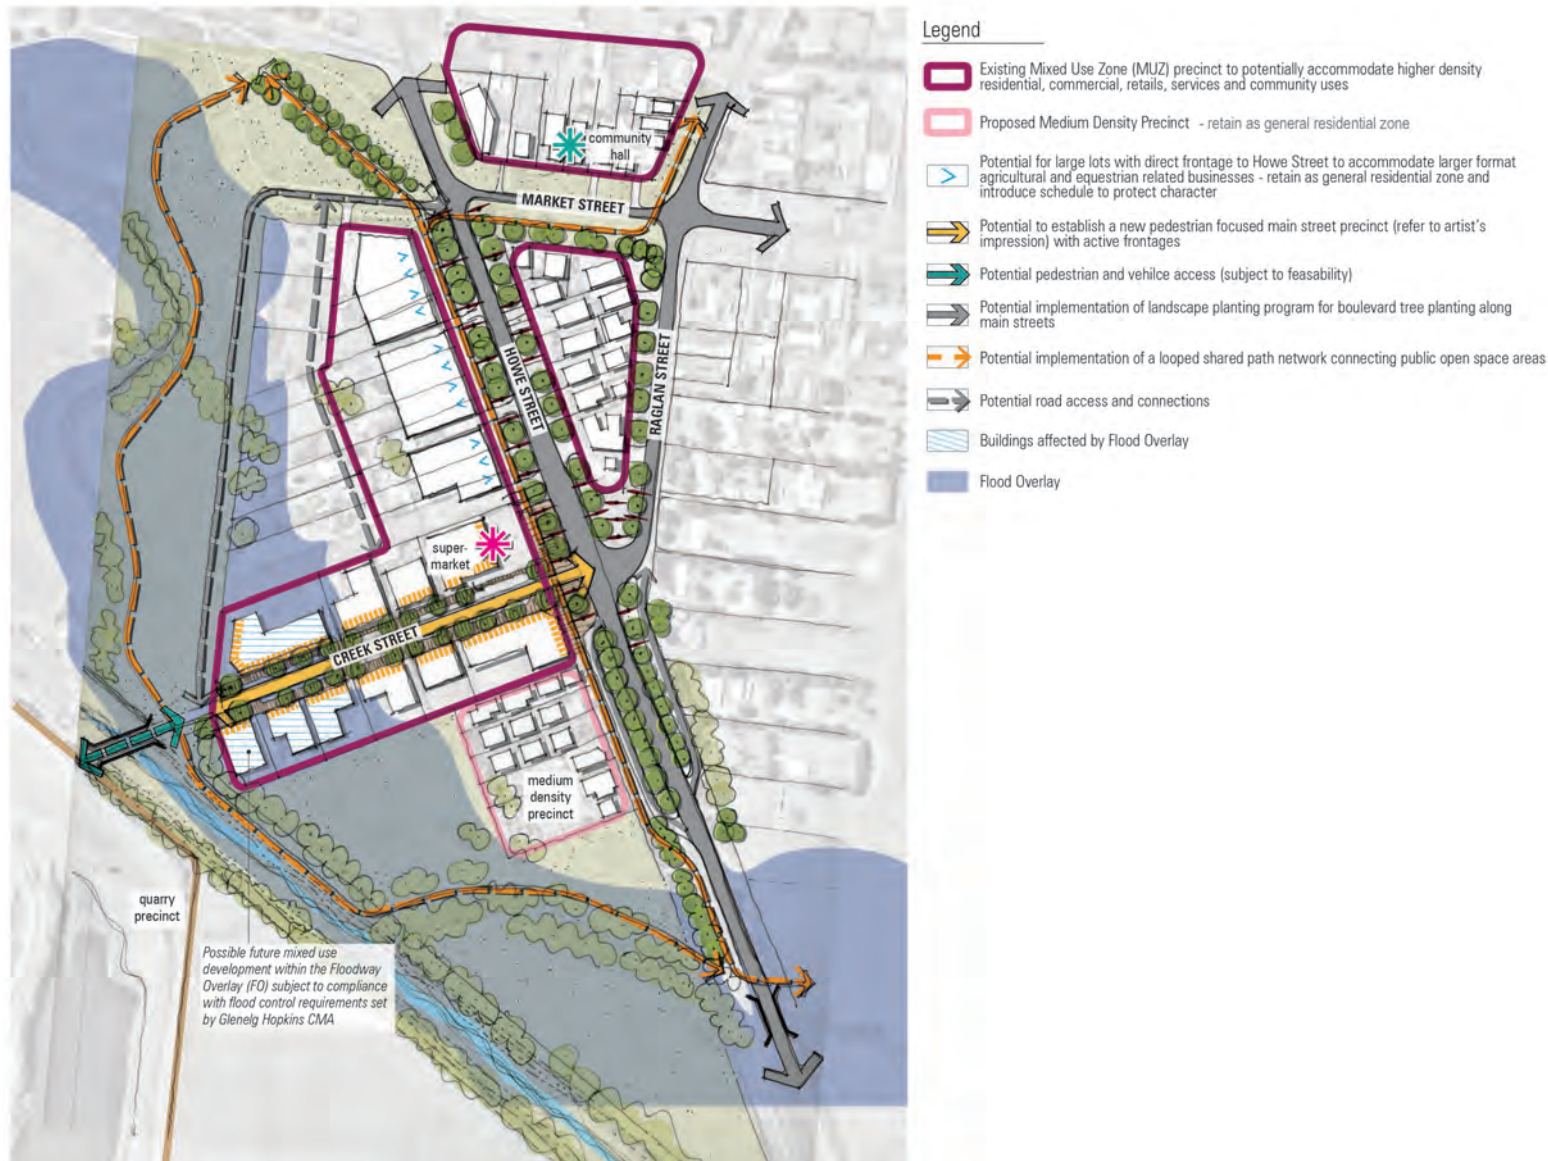 community
hall
MARKET STREET
HOWE STREET
RAGLAN STREET
super-
market
CREEK STREET
medium
density
precinct
quarry
precinct
Possible future mixed use
development within the Floodway
Overlay (FO) subject to compliance
with flood control requirements set
by Glenelg Hopkins CMA
Legend
Existing Mixed Use Zone (MUZ) precinct to potentially accommodate higher density
residential, commercial, retails, services and community uses
Proposed Medium Density Precinct - retain as general residential zone
Potential for large lots with direct frontage to Howe Street to accommodate larger format
agricultural and equestrian related businesses - retain as general residential zone and
introduce schedule to protect character
Potential to establish a new pedestrian focused main street precinct (refer to artist's
impression) with active frontages
Potential pedestrian and vehilce access (subject to feasability)
Potential implementation of landscape planting program for boulevard tree planting along
main streets
Potential implementation of a looped shared path network connecting public open space areas
Potential road access and connections
Buildings affected by Flood Overlay
Flood Overlay